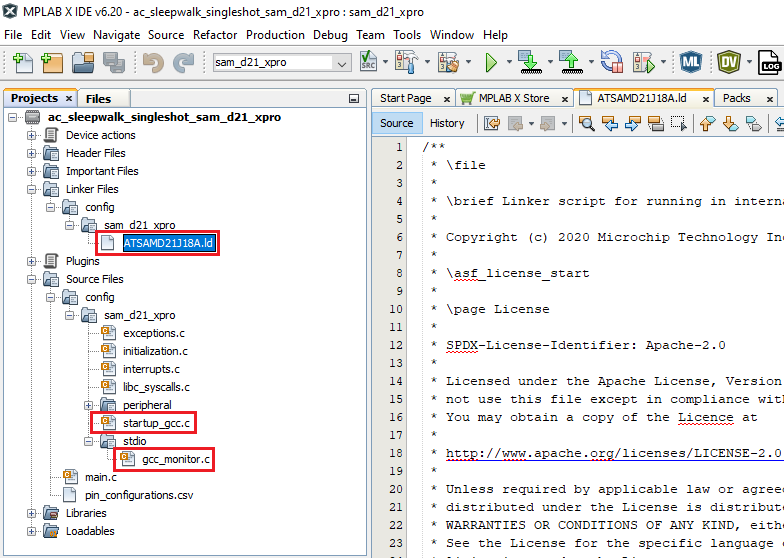 MPLAB X IDE v6.20 - ac_sleepwalk_singleshot_sam_d21_xpro : sam_d21_xpro
File Edit View Navigate Source Refactor Production Debug Team Tools Window Help
sam_d21_xpro
SRC
ML
DV
LOG
Projects × Files
ac_sleepwalk_singleshot_sam_d21_xpro
Device actions
Header Files
Important Files
Linker Files
config
sam_d21_xpro
ATSAMD21J18A.ld
Plugins
Source Files
config
sam_d21_xpro
exceptions.c
initialization.c
interrupts.c
libc_syscalls.c
peripheral
startup_gcc.c
stdio
gcc_monitor.c
main.c
pin_configurations.csv
Libraries
Loadables
Start Page × MPLAB X Store × ATSAMD21J18A.ld × Packs ×
Source History
1 /**
2 * \file
3 *
4 * \brief Linker script for running in interna
5 *
6 * Copyright (c) 2020 Microchip Technology Inc
7 *
8 * \asf_license_start
9 *
10 * \page License
11 *
12 * SPDX-License-Identifier: Apache-2.0
13 *
14 * Licensed under the Apache License, Version
15 * not use this file except in compliance with
16 * You may obtain a copy of the Licence at
17 *
18 * http://www.apache.org/licenses/LICENSE-2.0
19 *
20 * Unless required by applicable law or agree
21 * distributed under the License is distribut
22 * WARRANTIES OR CONDITIONS OF ANY KIND, eith
23 * See the License for the specific language